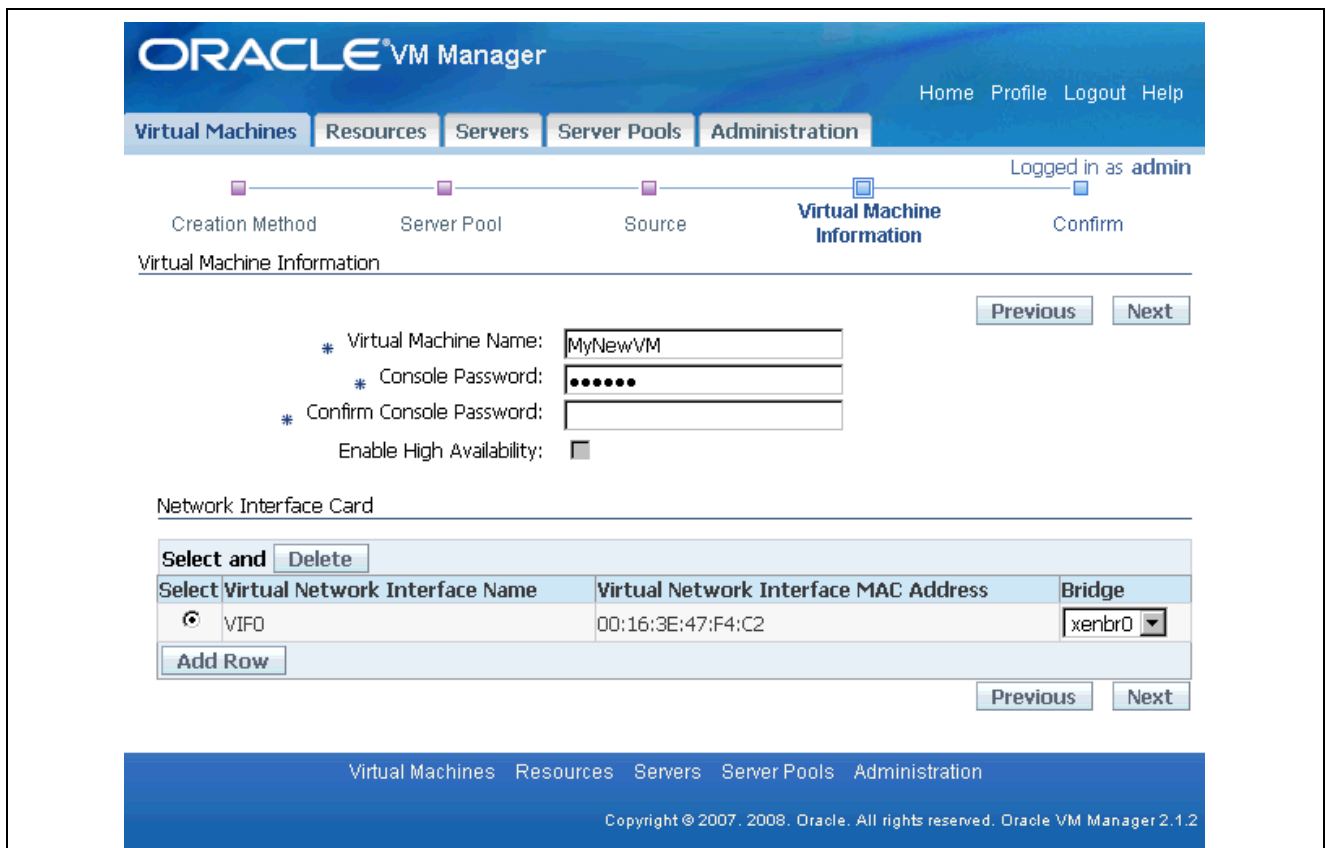 ORACLE VM Manager
Home Profile Logout Help
Virtual Machines Resources Servers Server Pools Administration
Logged in as admin
Creation Method Server Pool Source Virtual Machine Information Confirm
Virtual Machine Information
Previous Next
* Virtual Machine Name: MyNewVM
* Console Password: ••••••
* Confirm Console Password:
Enable High Availability:
Network Interface Card
Select and Delete
Select Virtual Network Interface Name Virtual Network Interface MAC Address Bridge
VIF0 00:16:3E:47:F4:C2 xenbr0
Add Row
Previous Next
Virtual Machines Resources Servers Server Pools Administration
Copyright © 2007. 2008. Oracle. All rights reserved. Oracle VM Manager 2.1.2